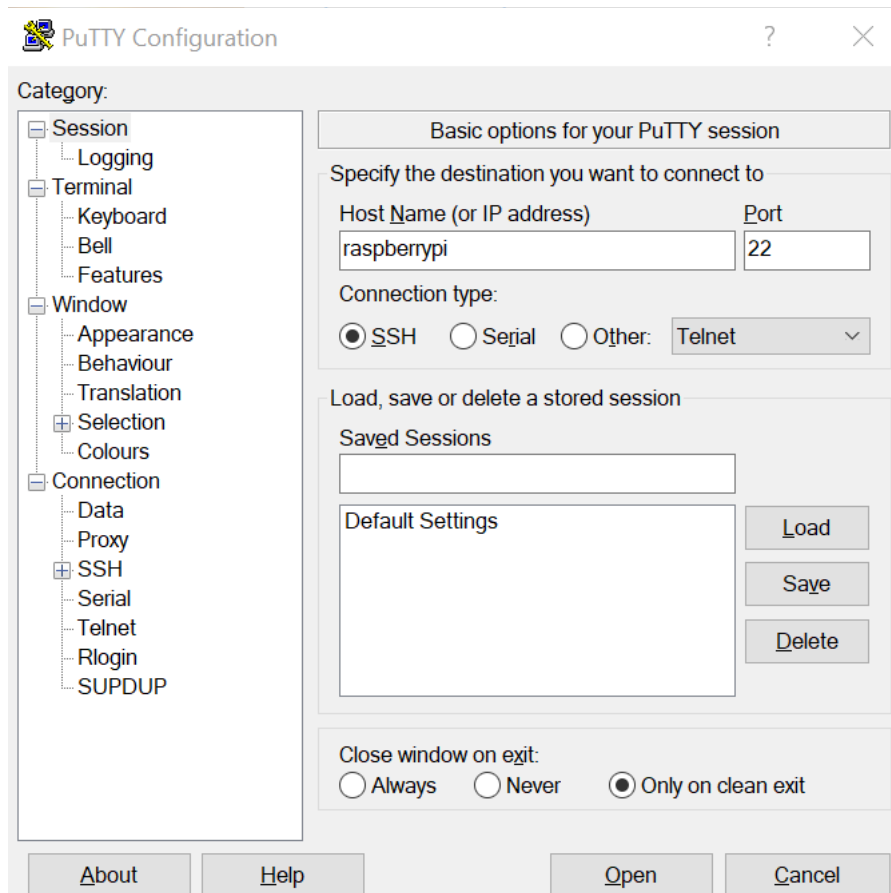 PuTTY Configuration
?
Category:
Session
Logging
Terminal
Keyboard
Bell
Features
Window
Appearance
Behaviour
Translation
Selection
Colours
Connection
Data
Proxy
SSH
Serial
Telnet
Rlogin
SUPDUP
Basic options for your PuTTY session
Specify the destination you want to connect to
Host Name (or IP address) Port
raspberrypi 22
Connection type:
SSH Serial Other: Telnet
Load, save or delete a stored session
Saved Sessions
Default Settings
Load
Save
Delete
Close window on exit:
Always Never Only on clean exit
About Help Open Cancel